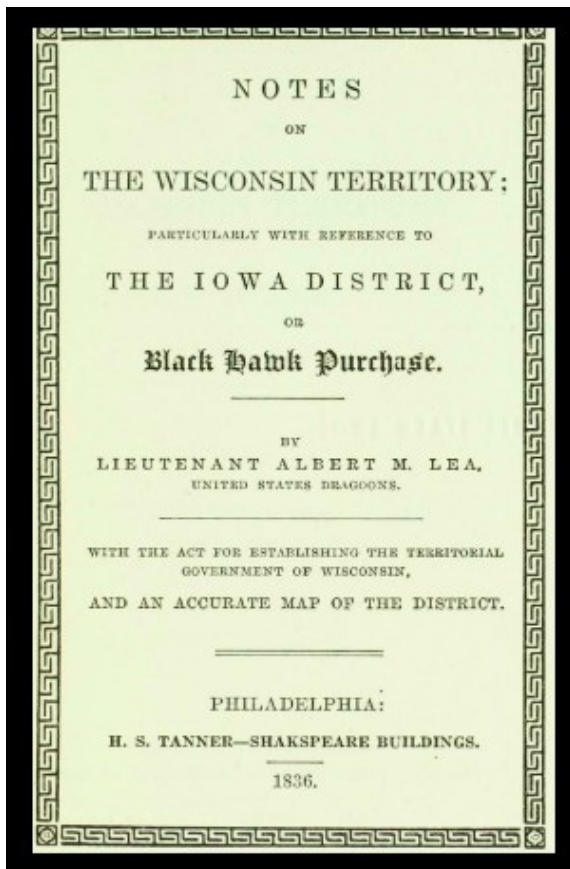 NOTES
ON
THE WISCONSIN TERRITORY;
PARTICULARLY WITH REFERENCE TO
THE IOWA DISTRICT,
OR
Black Hawk Purchase.
BY
LIEUTENANT ALBERT M. LEA,
UNITED STATES DRAGOONS.
WITH THE ACT FOR ESTABLISHING THE TERRITORIAL
GOVERNMENT OF WISCONSIN,
AND AN ACCURATE MAP OF THE DISTRICT.
PHILADELPHIA:
H. S. TANNER—SHAKSPEARE BUILDINGS.
1836.